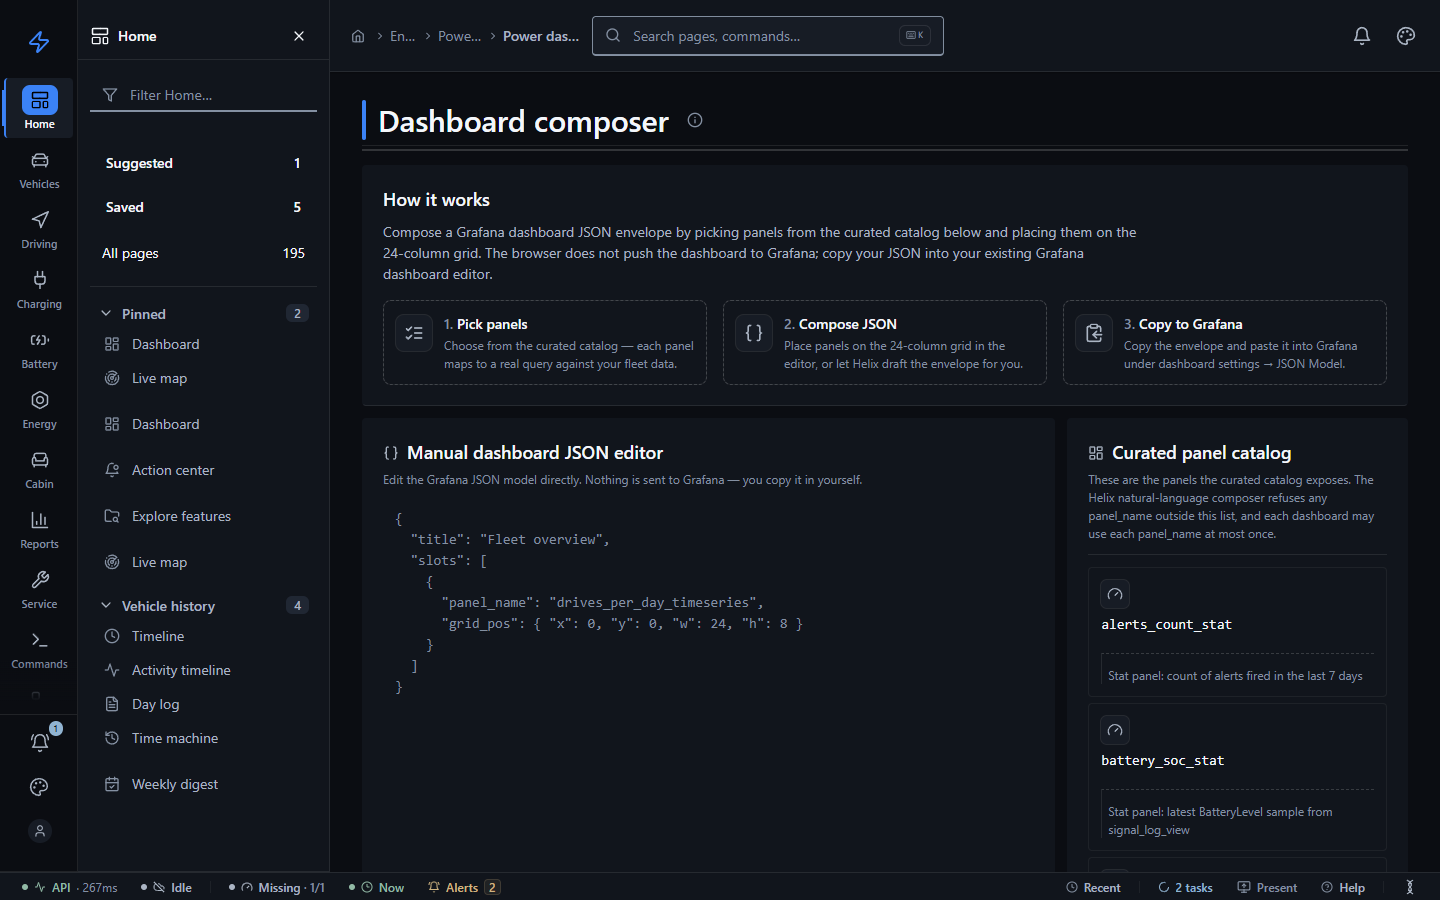 Home
Vehicles
Driving
Charging
Battery
Energy
Cabin
Reports
Service
Commands
1
Home
Filter Home...
Suggested 1
Saved 5
All pages 195
Pinned 2
Dashboard
Live map
Dashboard
Action center
Explore features
Live map
Vehicle history 4
Timeline
Activity timeline
Day log
Time machine
Weekly digest
En... Powe... Power das...
Search pages, commands... K
Dashboard composer
How it works
Compose a Grafana dashboard JSON envelope by picking panels from the curated catalog below and placing them on the
24-column grid. The browser does not push the dashboard to Grafana; copy your JSON into your existing Grafana
dashboard editor.
1. Pick panels
Choose from the curated catalog — each panel
maps to a real query against your fleet data.
2. Compose JSON
Place panels on the 24-column grid in the
editor, or let Helix draft the envelope for you.
3. Copy to Grafana
Copy the envelope and paste it into Grafana
under dashboard settings → JSON Model.
Manual dashboard JSON editor
Edit the Grafana JSON model directly. Nothing is sent to Grafana — you copy it in yourself.
{
"title": "Fleet overview",
"slots": [
{
"panel_name": "drives_per_day_timeseries",
"grid_pos": { "x": 0, "y": 0, "w": 24, "h": 8 }
}
]
}
Curated panel catalog
These are the panels the curated catalog exposes. The
Helix natural-language composer refuses any
panel_name outside this list, and each dashboard may
use each panel_name at most once.
alerts_count_stat
Stat panel: count of alerts fired in the last 7 days
battery_soc_stat
Stat panel: latest BatteryLevel sample from
signal_log_view
API · 267ms
Idle
Missing · 1/1
Now
Alerts 2
Recent
2 tasks
Present
Help